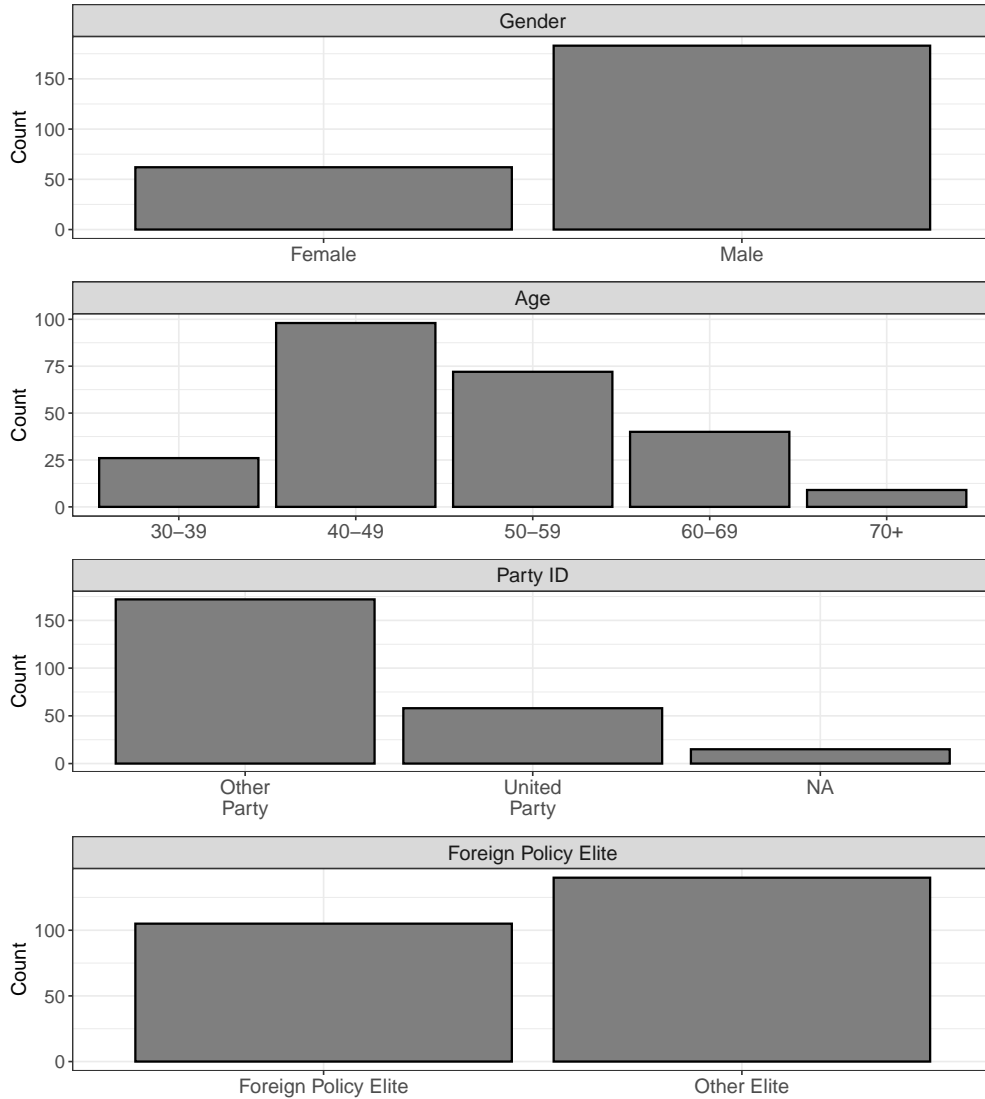 Gender
Count
150
100
50
0
Female Male
Age
Count
100
75
50
25
0
30–39 40–49 50–59 60–69 70+
Party ID
Count
150
100
50
0
Other United NA
Party Party
Foreign Policy Elite
Count
100
50
0
Foreign Policy Elite Other Elite